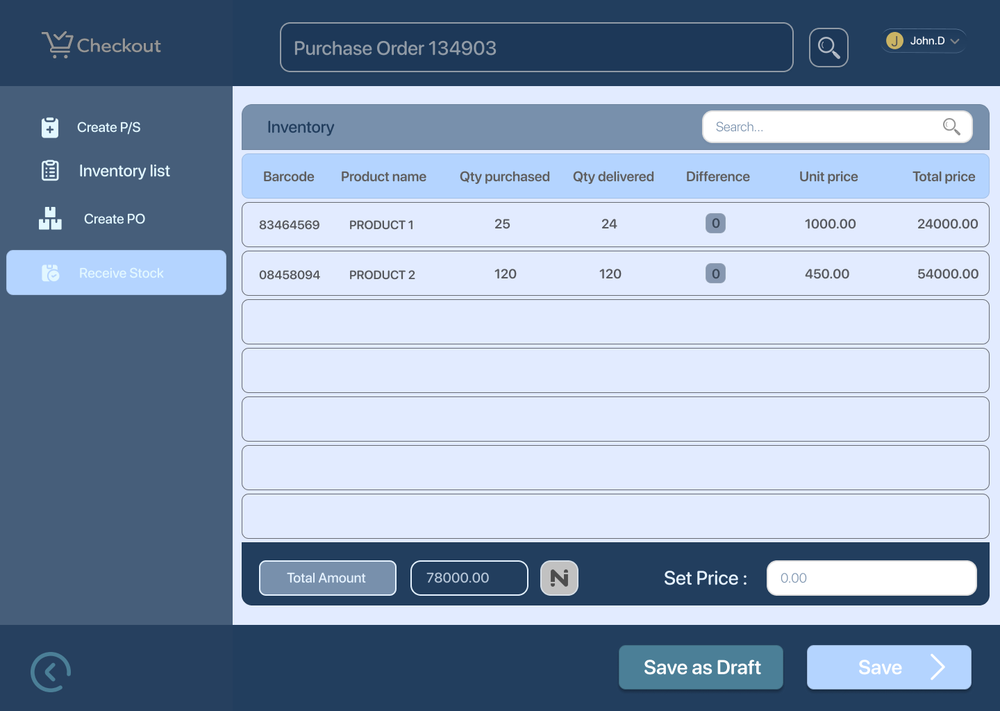 Checkout
Purchase Order 134903
J John.D
Create P/S
Inventory list
Create PO
Receive Stock
Inventory
Search...
Barcode Product name Qty purchased Qty delivered Difference Unit price Total price
83464569 PRODUCT 1 25 24 0 1000.00 24000.00
08458094 PRODUCT 2 120 120 0 450.00 54000.00
Total Amount 78000.00 N Set Price : 0.00
Save as Draft Save